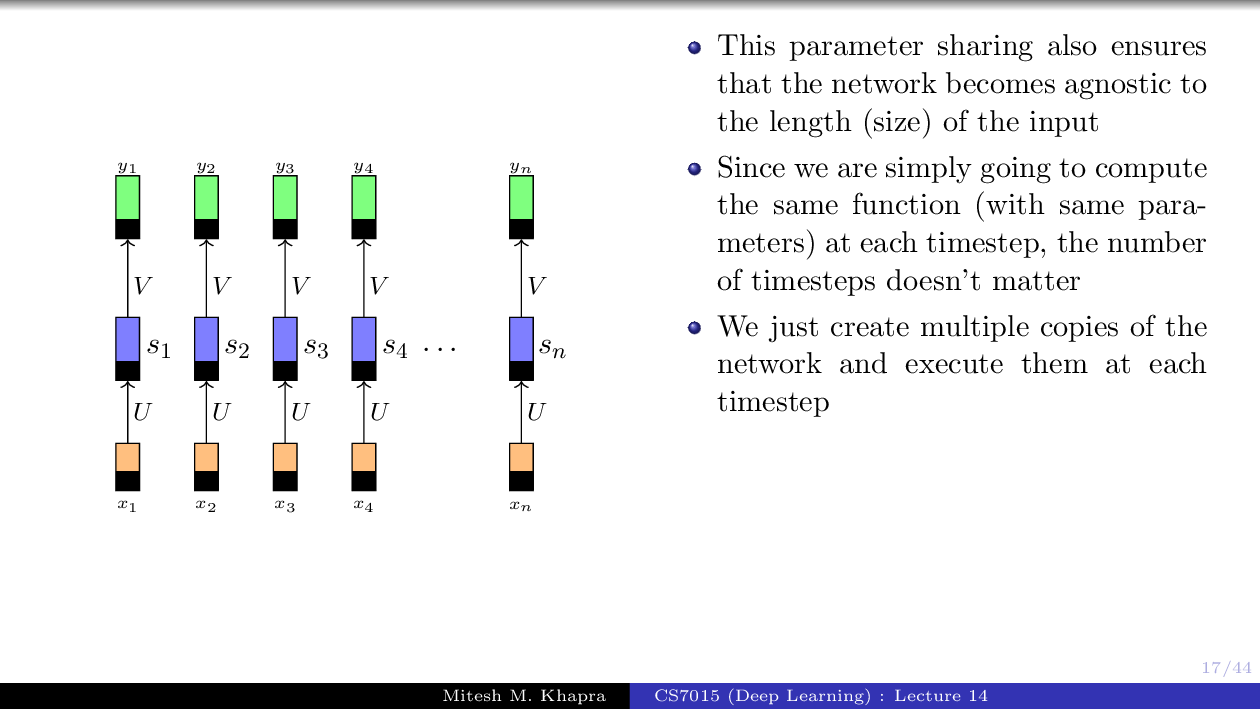 This parameter sharing also ensures
that the network becomes agnostic to
the length (size) of the input
Since we are simply going to compute
the same function (with same para-
meters) at each timestep, the number
of timesteps doesn't matter
We just create multiple copies of the
network and execute them at each
timestep
y₁ y₂ y₃ y₄ yₙ
V V V V V
s₁ s₂ s₃ s₄ … sₙ
U U U U U
x₁ x₂ x₃ x₄ xₙ
17/44
Mitesh M. Khapra CS7015 (Deep Learning) : Lecture 14